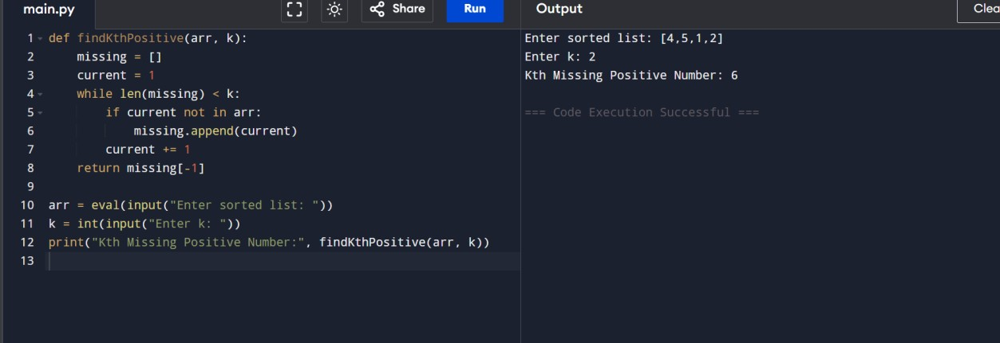 main.py
Share
Run
Output
Clea
1 def findKthPositive(arr, k):
2     missing = []
3     current = 1
4     while len(missing) < k:
5         if current not in arr:
6             missing.append(current)
7         current += 1
8     return missing[-1]
9
10 arr = eval(input("Enter sorted list: "))
11 k = int(input("Enter k: "))
12 print("Kth Missing Positive Number:", findKthPositive(arr, k))
13
Enter sorted list: [4,5,1,2]
Enter k: 2
Kth Missing Positive Number: 6
=== Code Execution Successful ===